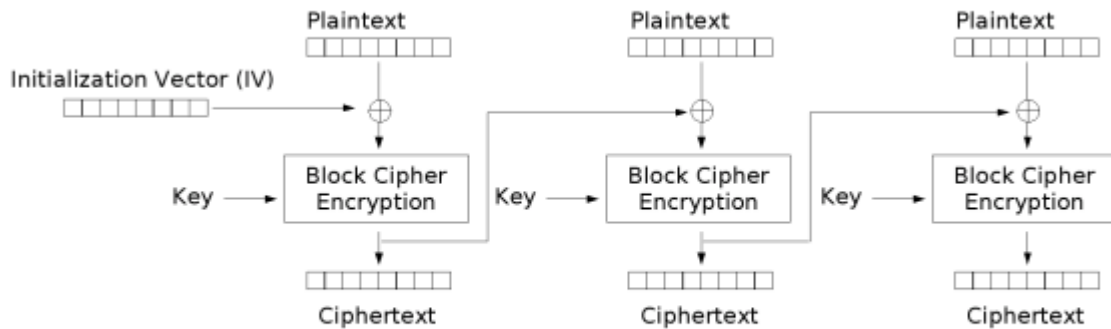 Plaintext
Plaintext
Plaintext
Initialization Vector (IV)
Key
Block Cipher
Encryption
Key
Block Cipher
Encryption
Key
Block Cipher
Encryption
Ciphertext
Ciphertext
Ciphertext